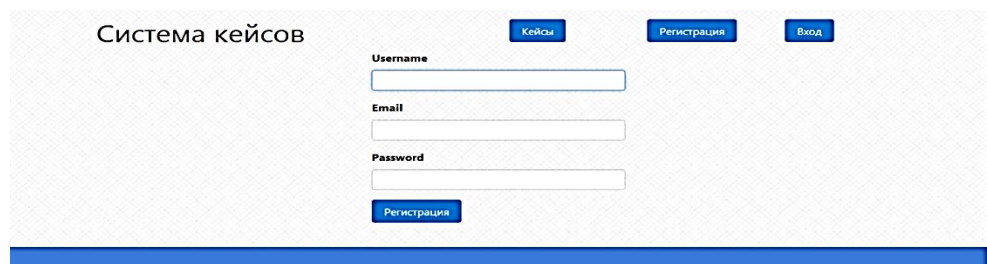 Система кейсов
Кейсы Регистрация Вход
Username
Email
Password
Регистрация